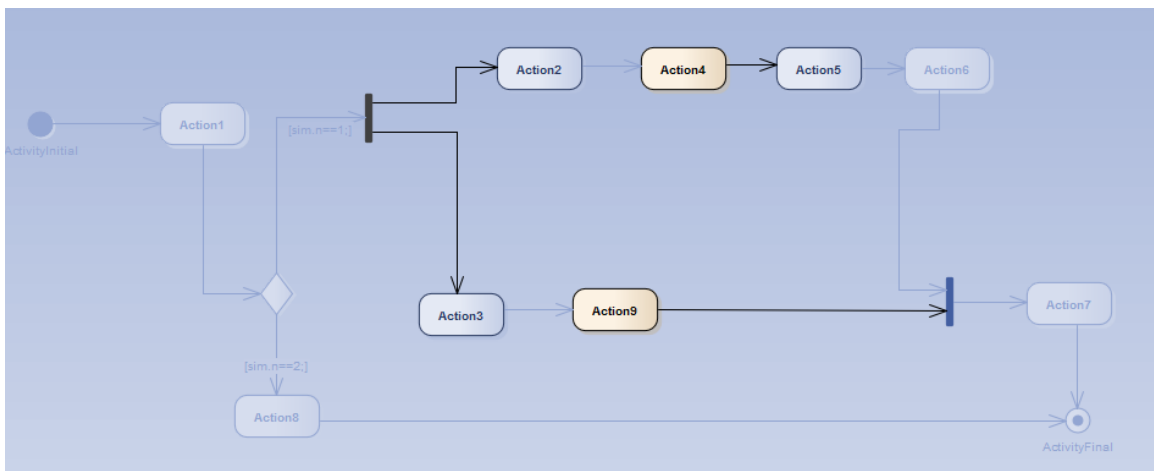 Action2
Action4
Action5
Action6
Action1
[sim.n==1;]
ActivityInitial
Action3
Action9
Action7
[sim.n==2;]
Action8
ActivityFinal